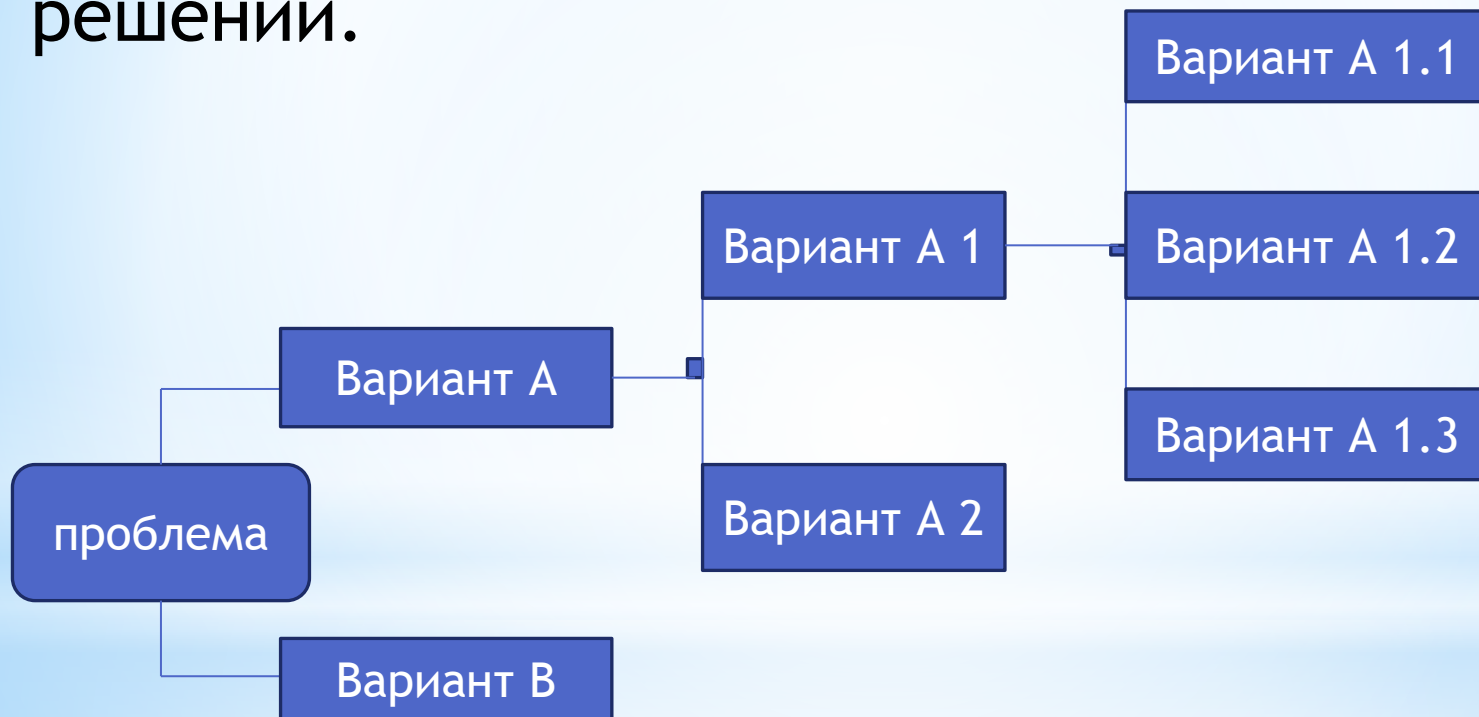 решений.
Вариант А 1.1
Вариант А 1
Вариант А 1.2
Вариант А
Вариант А 1.3
Вариант А 2
проблема
Вариант В